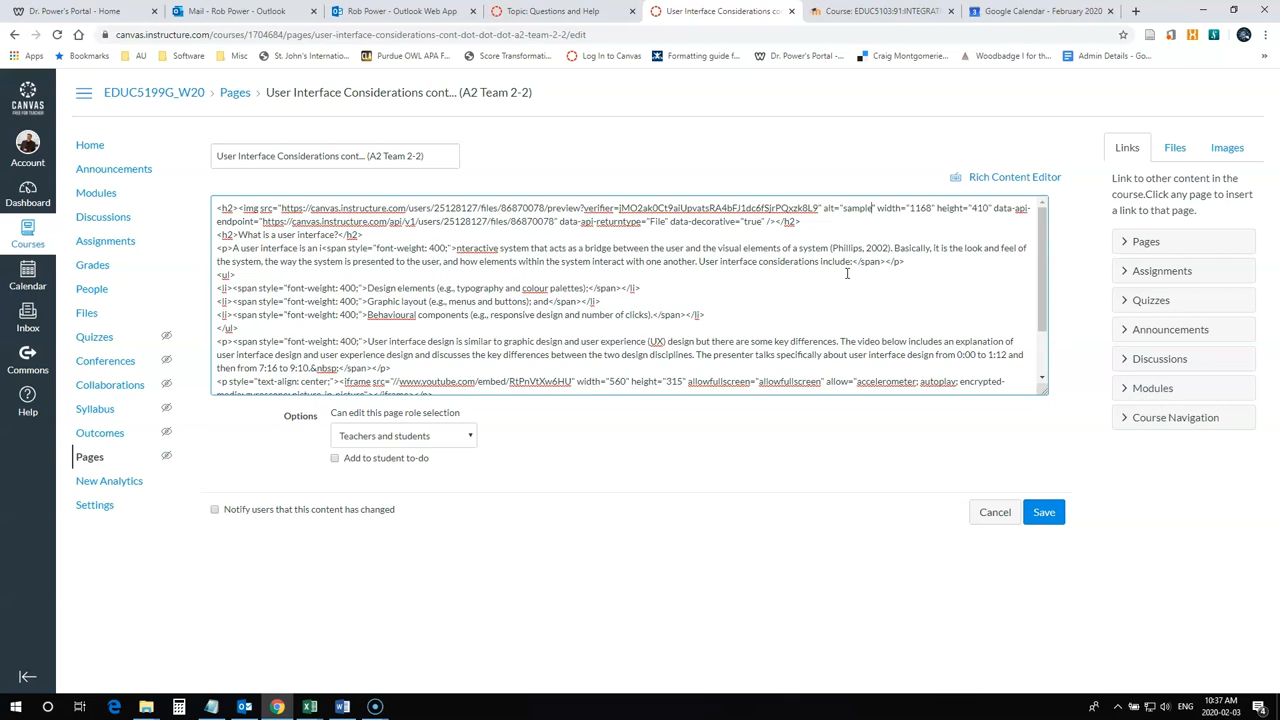 Dr. Power's Portal - Home
Mail - Rob Power - Outlook
Rob Power - Outlook Web App
Topic: Questions and Help
User Interface Considerations co
Course: EDUC5103:91:INTEGRAT
Google Calendar - February 2020
canvas.instructure.com/courses/1704684/pages/user-interface-considerations-cont-dot-dot-dot-a2-team-2-2/edit
Apps
Bookmarks
AU
Software
Misc
St. John's Internatio...
Purdue OWL APA F...
Score Transformati...
Log In to Canvas
Formatting guide f...
Dr. Power's Portal -...
Craig Montgomerie...
Woodbadge I for th...
Admin Details - Go...
CANVAS
FREE FOR TEACHER
Account
Dashboard
Courses
Calendar
Inbox
Commons
Help
EDUC5199G_W20 > Pages > User Interface Considerations cont... (A2 Team 2-2)
Home
Announcements
Modules
Discussions
Assignments
Grades
People
Files
Quizzes
Conferences
Collaborations
Syllabus
Outcomes
Pages
New Analytics
Settings
User Interface Considerations cont... (A2 Team 2-2)
Rich Content Editor
<h2><img src="https://canvas.instructure.com/users/25128127/files/86870078/preview?verifier=jMO2ak0Ct9aiUpvatsRA4bFJ1dc6fSjrPQxzk8L9" alt="sample" width="1168" height="410" data-api-
endpoint="https://canvas.instructure.com/api/v1/users/25128127/files/86870078" data-api-returntype="File" data-decorative="true" /></h2>
<h2>What is a user interface?</h2>
<p>A user interface is an i<span style="font-weight: 400;">nteractive system that acts as a bridge between the user and the visual elements of a system (Phillips, 2002). Basically, it is the look and feel of
the system, the way the system is presented to the user, and how elements within the system interact with one another. User interface considerations include:</span></p>
<ul>
<li><span style="font-weight: 400;">Design elements (e.g., typography and colour palettes);</span></li>
<li><span style="font-weight: 400;">Graphic layout (e.g., menus and buttons); and</span></li>
<li><span style="font-weight: 400;">Behavioural components (e.g., responsive design and number of clicks).</span></li>
</ul>
<p><span style="font-weight: 400;">User interface design is similar to graphic design and user experience (UX) design but there are some key differences. The video below includes an explanation of
user interface design and user experience design and discusses the key differences between the two design disciplines. The presenter talks specifically about user interface design from 0:00 to 1:12 and
then from 7:16 to 9:10.&nbsp;</span></p>
<p style="text-align: center;"><iframe src="//www.youtube.com/embed/RtPnVtXw6HU" width="560" height="315" allowfullscreen="allowfullscreen" allow="accelerometer; autoplay; encrypted-
media;gyroscope;picture-in-picture"></iframe></p>
Options
Can edit this page role selection
Teachers and students
Add to student to-do
Notify users that this content has changed
Cancel
Save
Links
Files
Images
Link to other content in the
course.Click any page to insert
a link to that page.
Pages
Assignments
Quizzes
Announcements
Discussions
Modules
Course Navigation
ENG
10:37 AM
2020-02-03
4